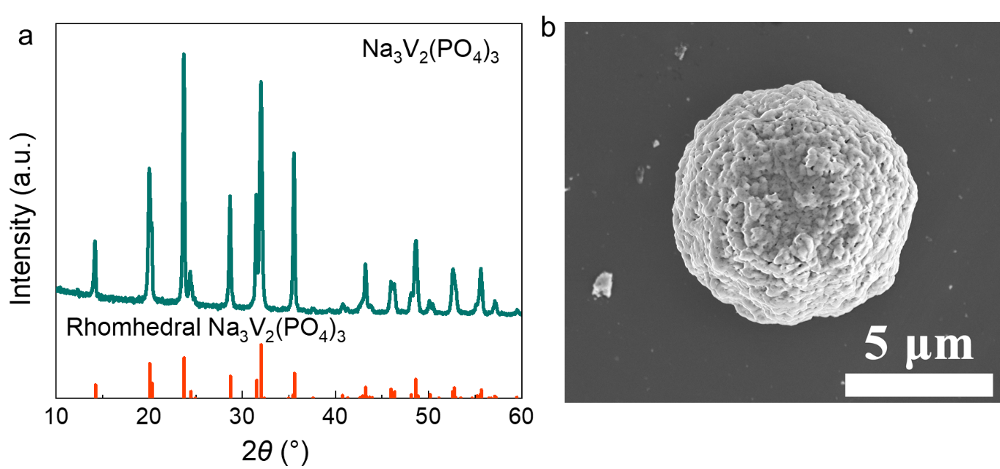 a
Na₃V₂(PO₄)₃
Intensity (a.u.)
Rhomhedral Na₃V₂(PO₄)₃
10 20 30 40 50 60
2θ (°)
b
5 μm